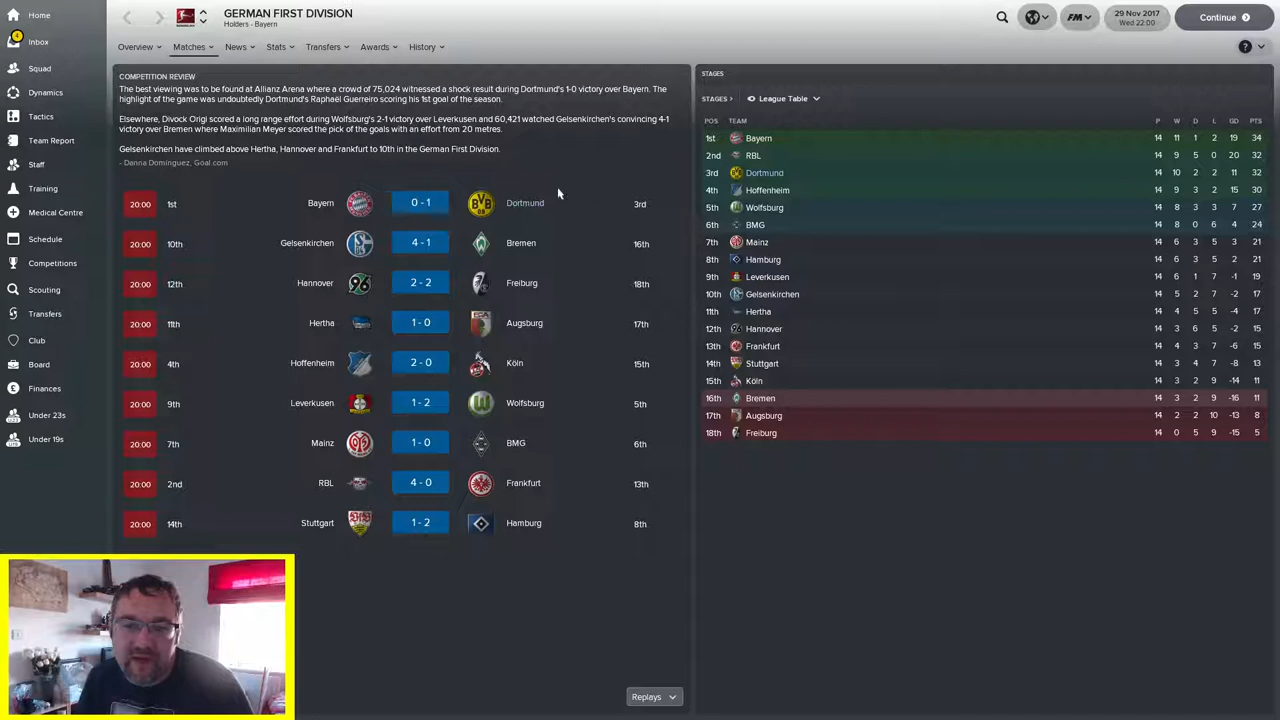 Home
GERMAN FIRST DIVISION
Holders - Bayern
FM
29 Nov 2017
Wed 22:00
Continue
4
Inbox
Squad
Dynamics
Tactics
Team Report
Staff
Training
Medical Centre
Schedule
Competitions
Scouting
Transfers
Club
Board
Finances
Under 23s
Under 19s
Overview Matches News Stats Transfers Awards History
?
COMPETITION REVIEW
The best viewing was to be found at Allianz Arena where a crowd of 75,024 witnessed a shock result during Dortmund's 1-0 victory over Bayern. The
highlight of the game was undoubtedly Dortmund's Raphaël Guerreiro scoring his 1st goal of the season.
Elsewhere, Divock Origi scored a long range effort during Wolfsburg's 2-1 victory over Leverkusen and 60,421 watched Gelsenkirchen's convincing 4-1
victory over Bremen where Maximilian Meyer scored the pick of the goals with an effort from 20 metres.
Gelsenkirchen have climbed above Hertha, Hannover and Frankfurt to 10th in the German First Division.
- Danna Domínguez, Goal.com
20:00 1st Bayern 0 - 1 Dortmund 3rd
20:00 10th Gelsenkirchen 4 - 1 Bremen 16th
20:00 12th Hannover 2 - 2 Freiburg 18th
20:00 11th Hertha 1 - 0 Augsburg 17th
20:00 4th Hoffenheim 2 - 0 Köln 15th
20:00 9th Leverkusen 1 - 2 Wolfsburg 5th
20:00 7th Mainz 1 - 0 BMG 6th
20:00 2nd RBL 4 - 0 Frankfurt 13th
20:00 14th Stuttgart 1 - 2 Hamburg 8th
Replays
STAGES
STAGES > League Table
POS TEAM P W D L GD PTS
1st Bayern 14 11 1 2 19 34
2nd RBL 14 9 5 0 20 32
3rd Dortmund 14 10 2 2 11 32
4th Hoffenheim 14 9 3 2 15 30
5th Wolfsburg 14 8 3 3 7 27
6th BMG 14 8 0 6 4 24
7th Mainz 14 6 3 5 3 21
8th Hamburg 14 6 3 5 2 21
9th Leverkusen 14 6 1 7 -1 19
10th Gelsenkirchen 14 5 2 7 -2 17
11th Hertha 14 4 5 5 -4 17
12th Hannover 14 3 6 5 -2 15
13th Frankfurt 14 4 3 7 -6 15
14th Stuttgart 14 3 4 7 -8 13
15th Köln 14 3 2 9 -14 11
16th Bremen 14 3 2 9 -16 11
17th Augsburg 14 2 2 10 -13 8
18th Freiburg 14 0 5 9 -15 5